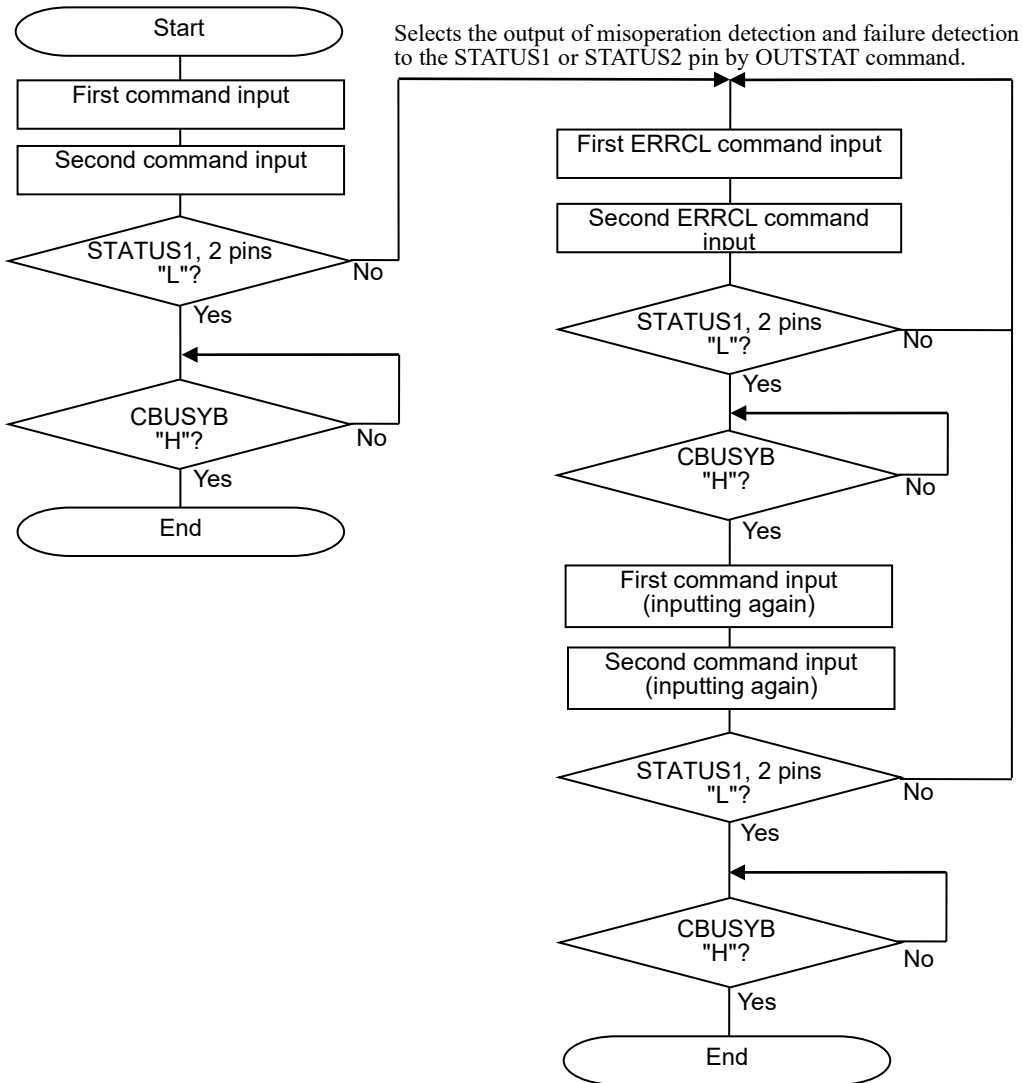 Start
First command input
Second command input
STATUS1, 2 pins
"L"?
No
Yes
CBUSYB
"H"?
No
Yes
End
Selects the output of misoperation detection and failure detection
to the STATUS1 or STATUS2 pin by OUTSTAT command.
First ERRCL command input
Second ERRCL command
input
STATUS1, 2 pins
"L"?
No
Yes
CBUSYB
"H"?
No
Yes
First command input
(inputting again)
Second command input
(inputting again)
STATUS1, 2 pins
"L"?
No
Yes
CBUSYB
"H"?
No
Yes
End